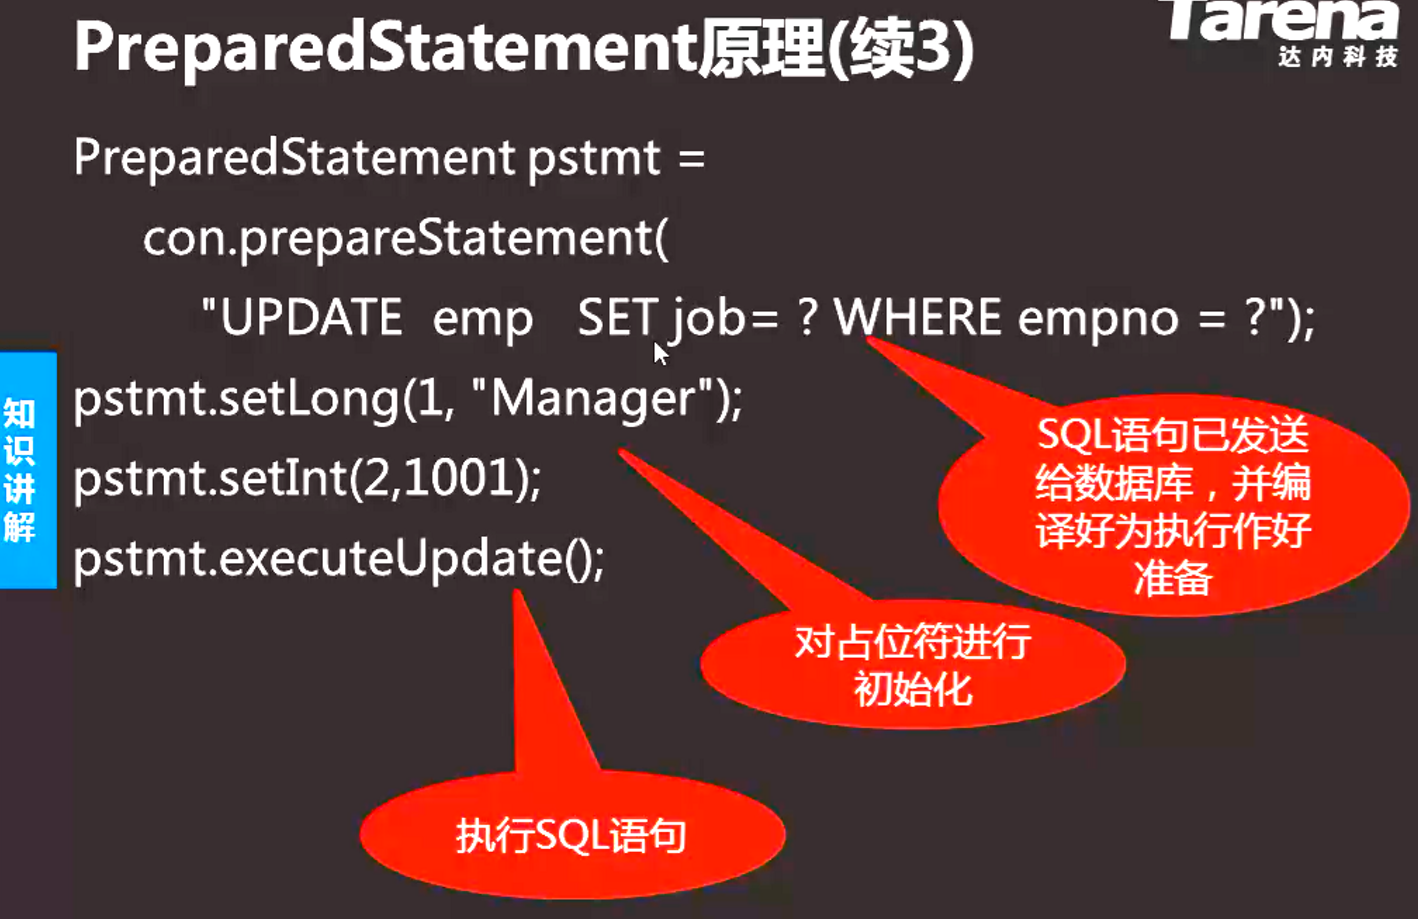 PreparedStatement原理(续3)
Tarena
达内科技
PreparedStatement pstmt =
con.prepareStatement(
"UPDATE emp SET job= ? WHERE empno = ?");
pstmt.setLong(1, "Manager");
pstmt.setInt(2,1001);
pstmt.executeUpdate();
知
识
讲
解
SQL语句已发送
给数据库，并编
译好为执行作好
准备
对占位符进行
初始化
执行SQL语句